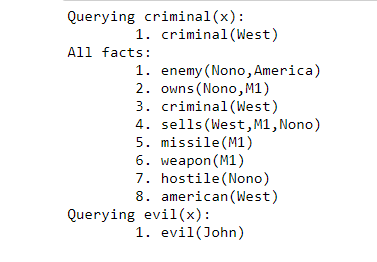 Querying criminal(x):
1. criminal(West)
All facts:
1. enemy(Nono,America)
2. owns(Nono,M1)
3. criminal(West)
4. sells(West,M1,Nono)
5. missile(M1)
6. weapon(M1)
7. hostile(Nono)
8. american(West)
Querying evil(x):
1. evil(John)